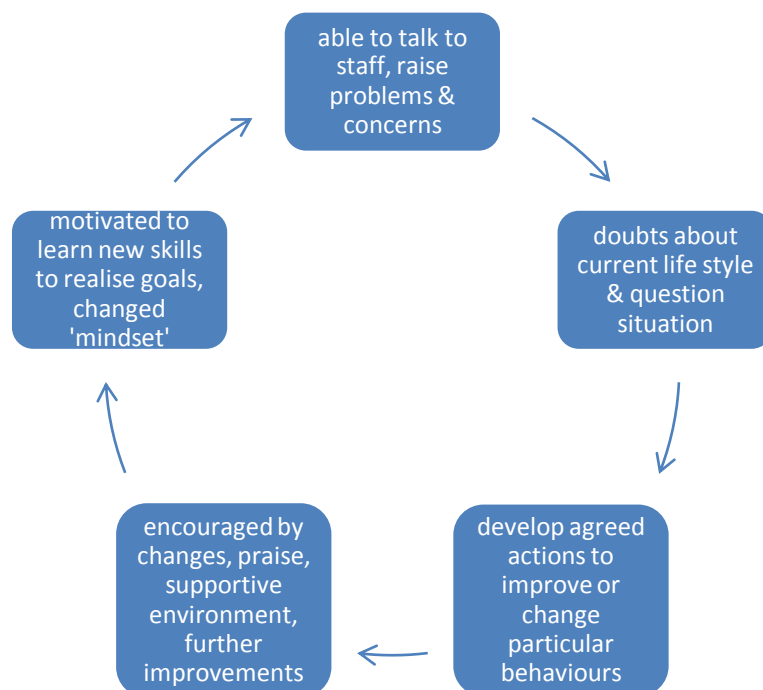 able to talk to
staff, raise
problems &
concerns
doubts about
current life style
& question
situation
develop agreed
actions to
improve or
change
particular
behaviours
encouraged by
changes, praise,
supportive
environment,
further
improvements
motivated to
learn new skills
to realise goals,
changed
'mindset'